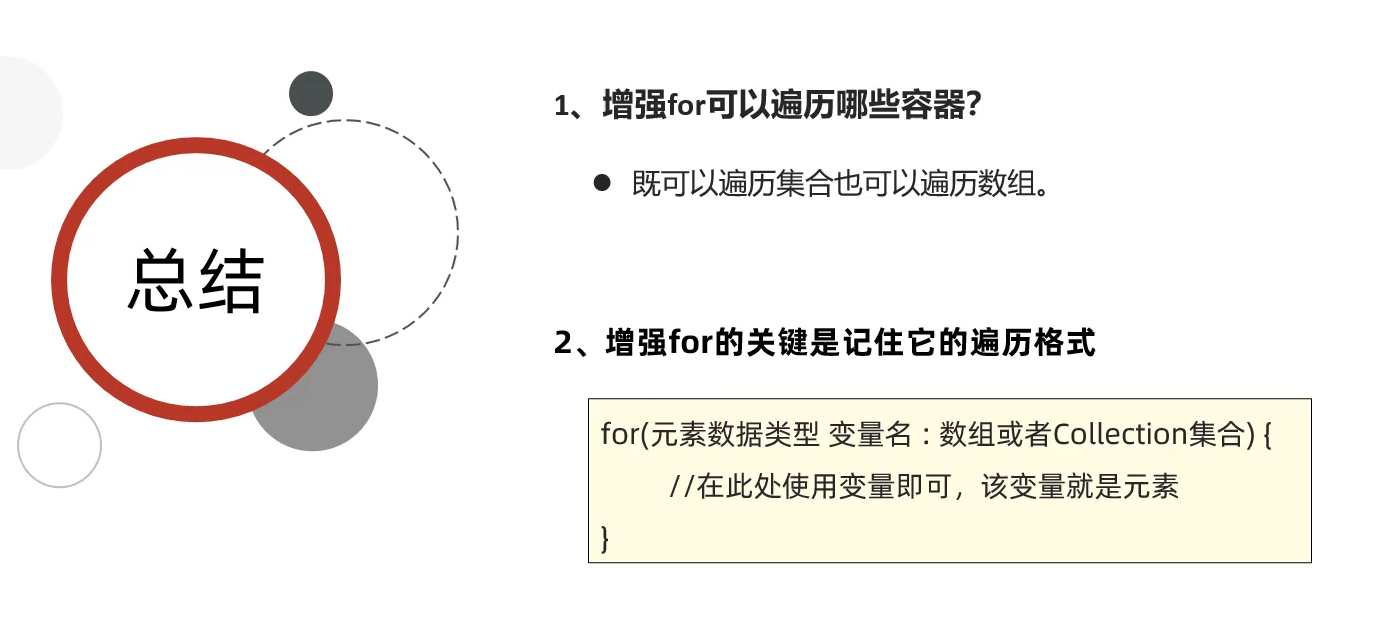 总结
1、增强for可以遍历哪些容器？
● 既可以遍历集合也可以遍历数组。
2、增强for的关键是记住它的遍历格式
for(元素数据类型 变量名 : 数组或者Collection集合) {
//在此处使用变量即可，该变量就是元素
}